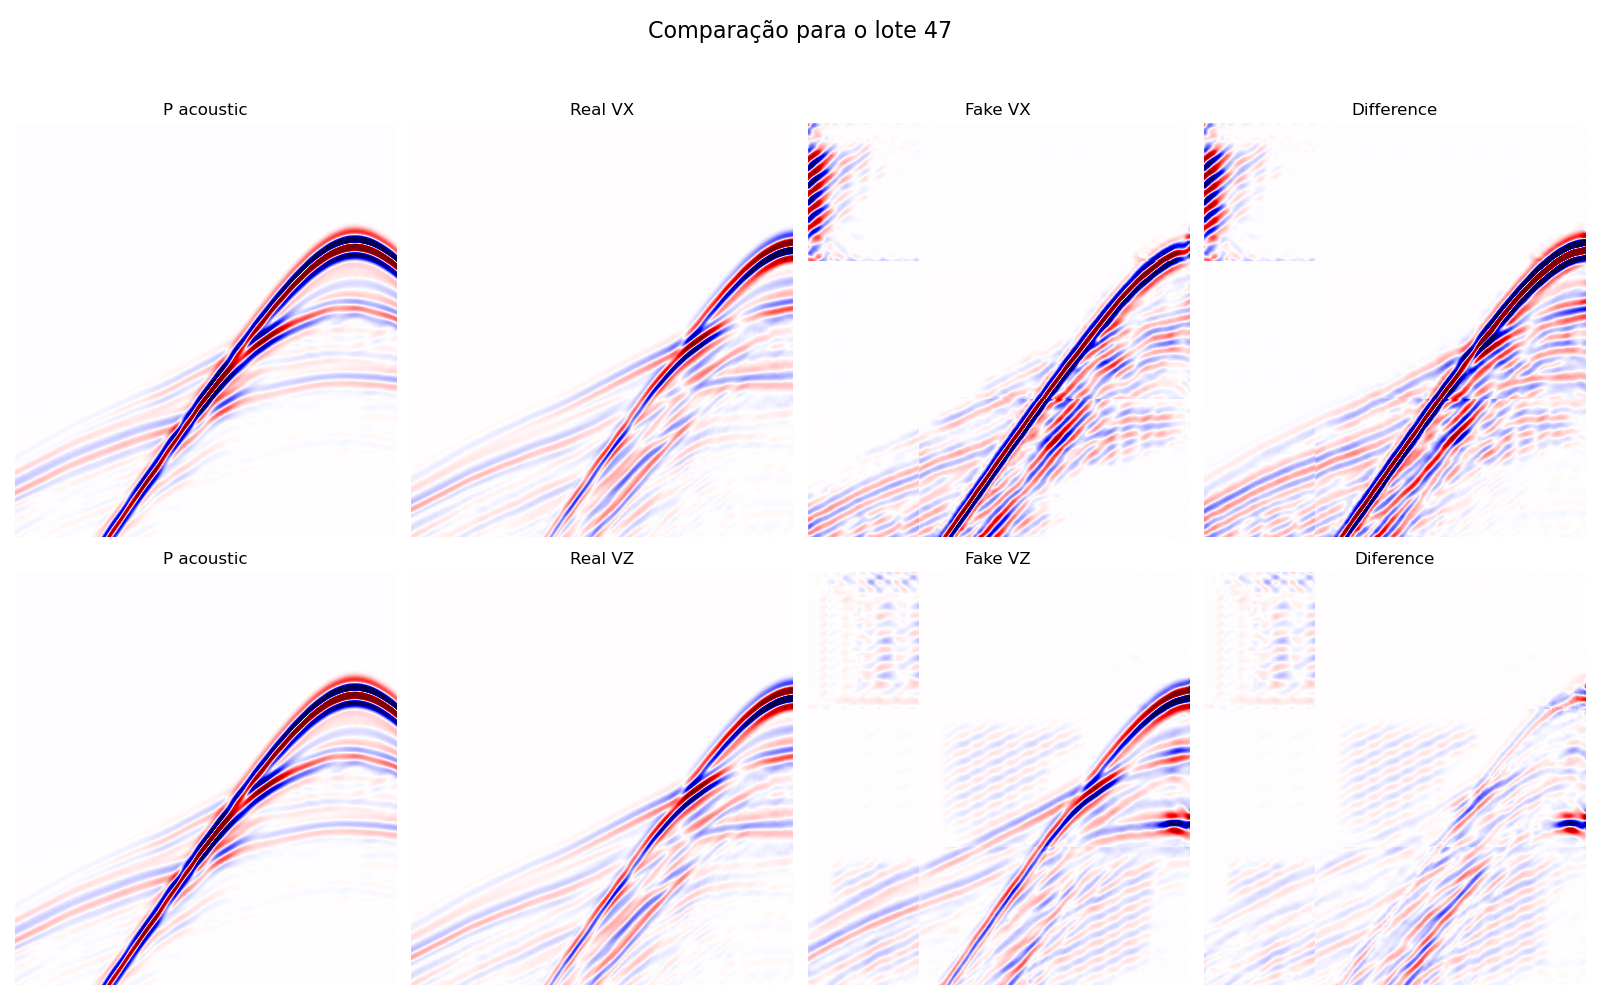 Comparação para o lote 47
P acoustic
Real VX
Fake VX
Difference
P acoustic
Real VZ
Fake VZ
Diference